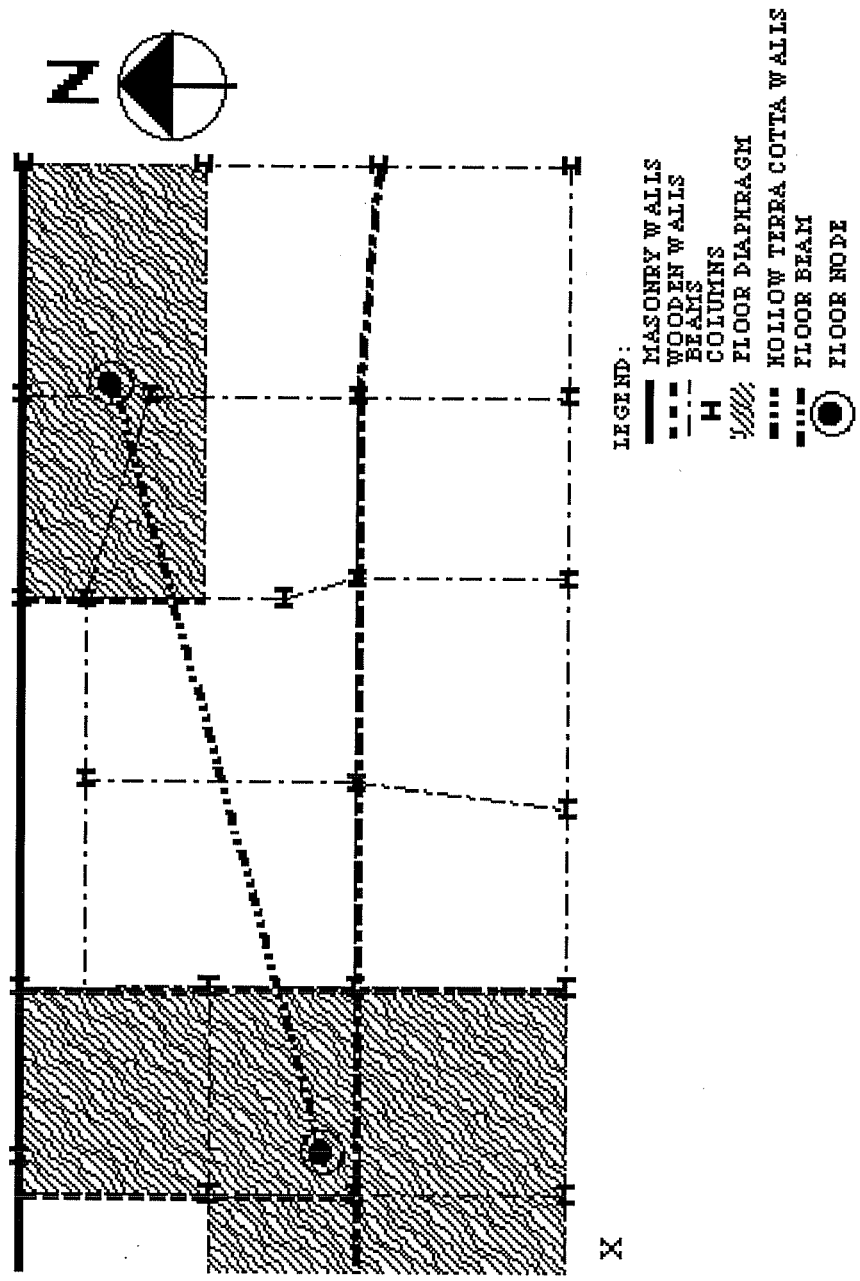 N
LEGEND:
MASONRY WALLS
WOODEN WALLS
BEAMS
COLUMNS
FLOOR DIAPHRAGM
HOLLOW TERRA COTTA WALLS
FLOOR BEAM
FLOOR NODE
X